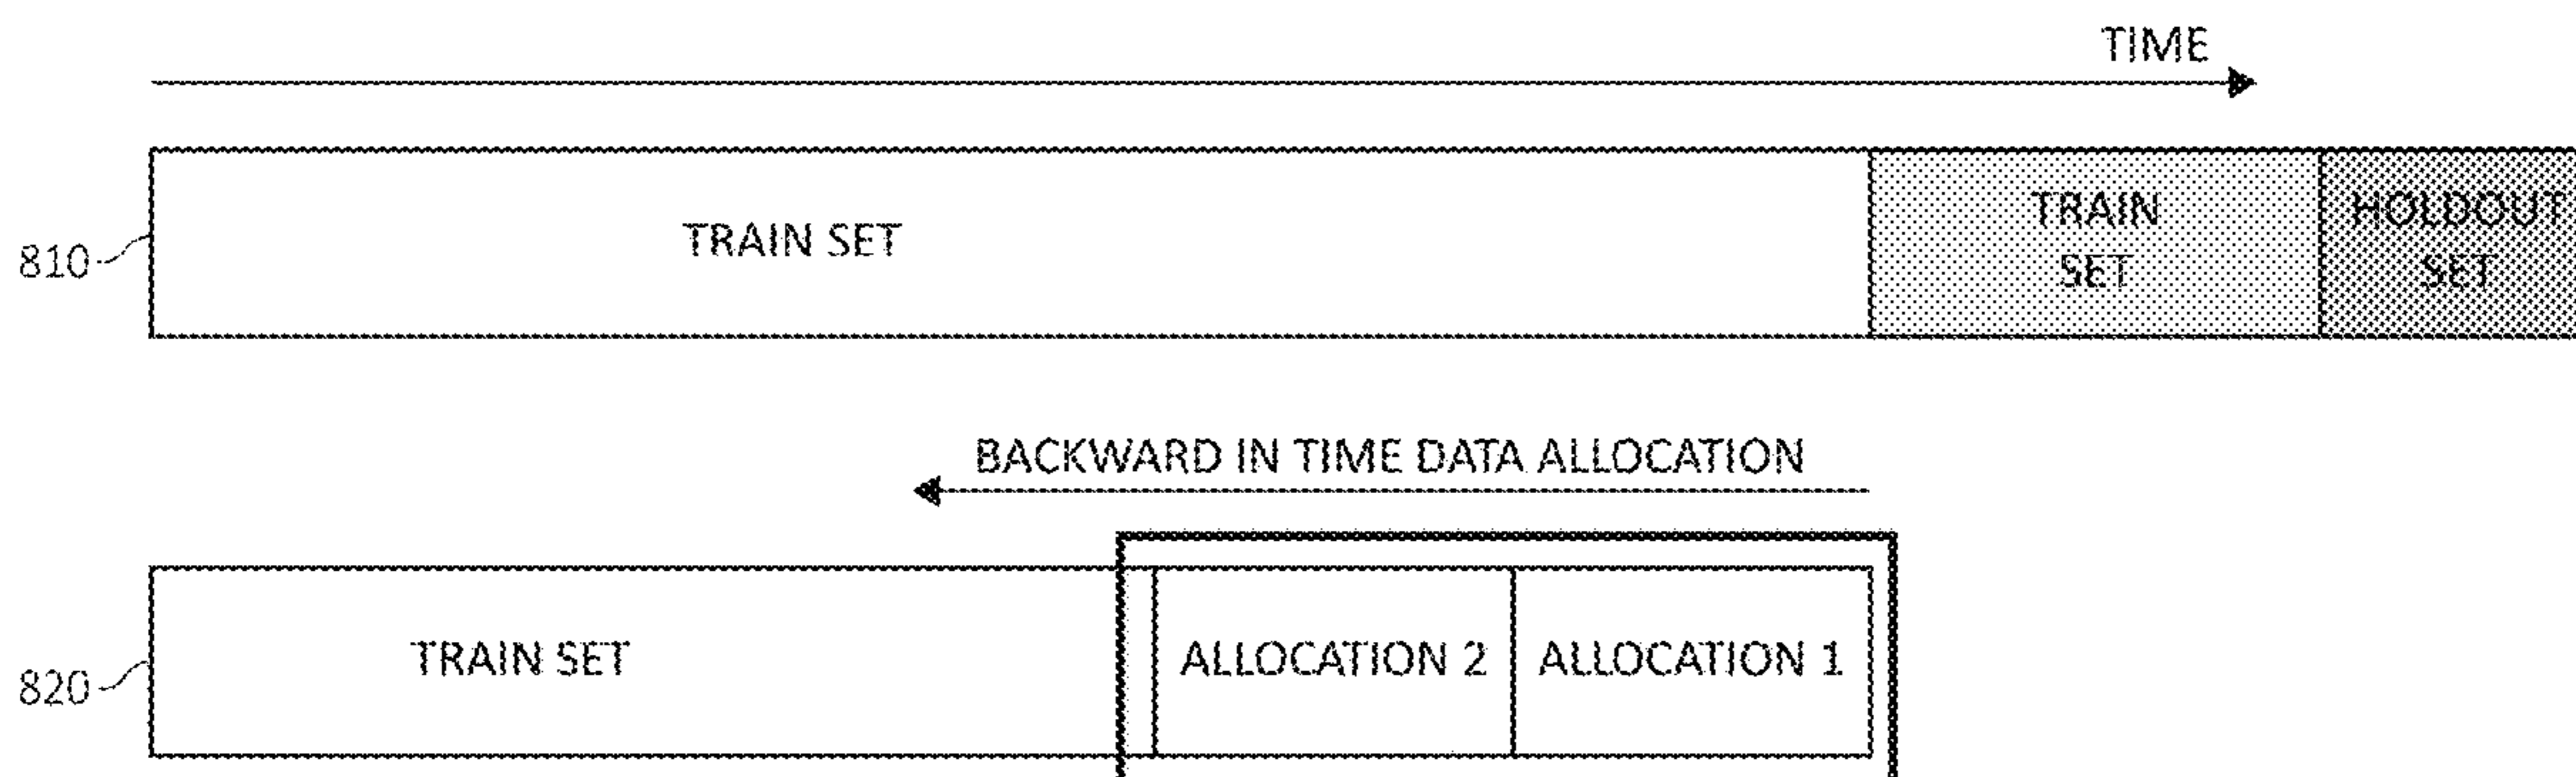 TIME
810
TRAIN SET
TRAIN
SET
HOLDOUT
SET
BACKWARD IN TIME DATA ALLOCATION
820
TRAIN SET
ALLOCATION 2
ALLOCATION 1